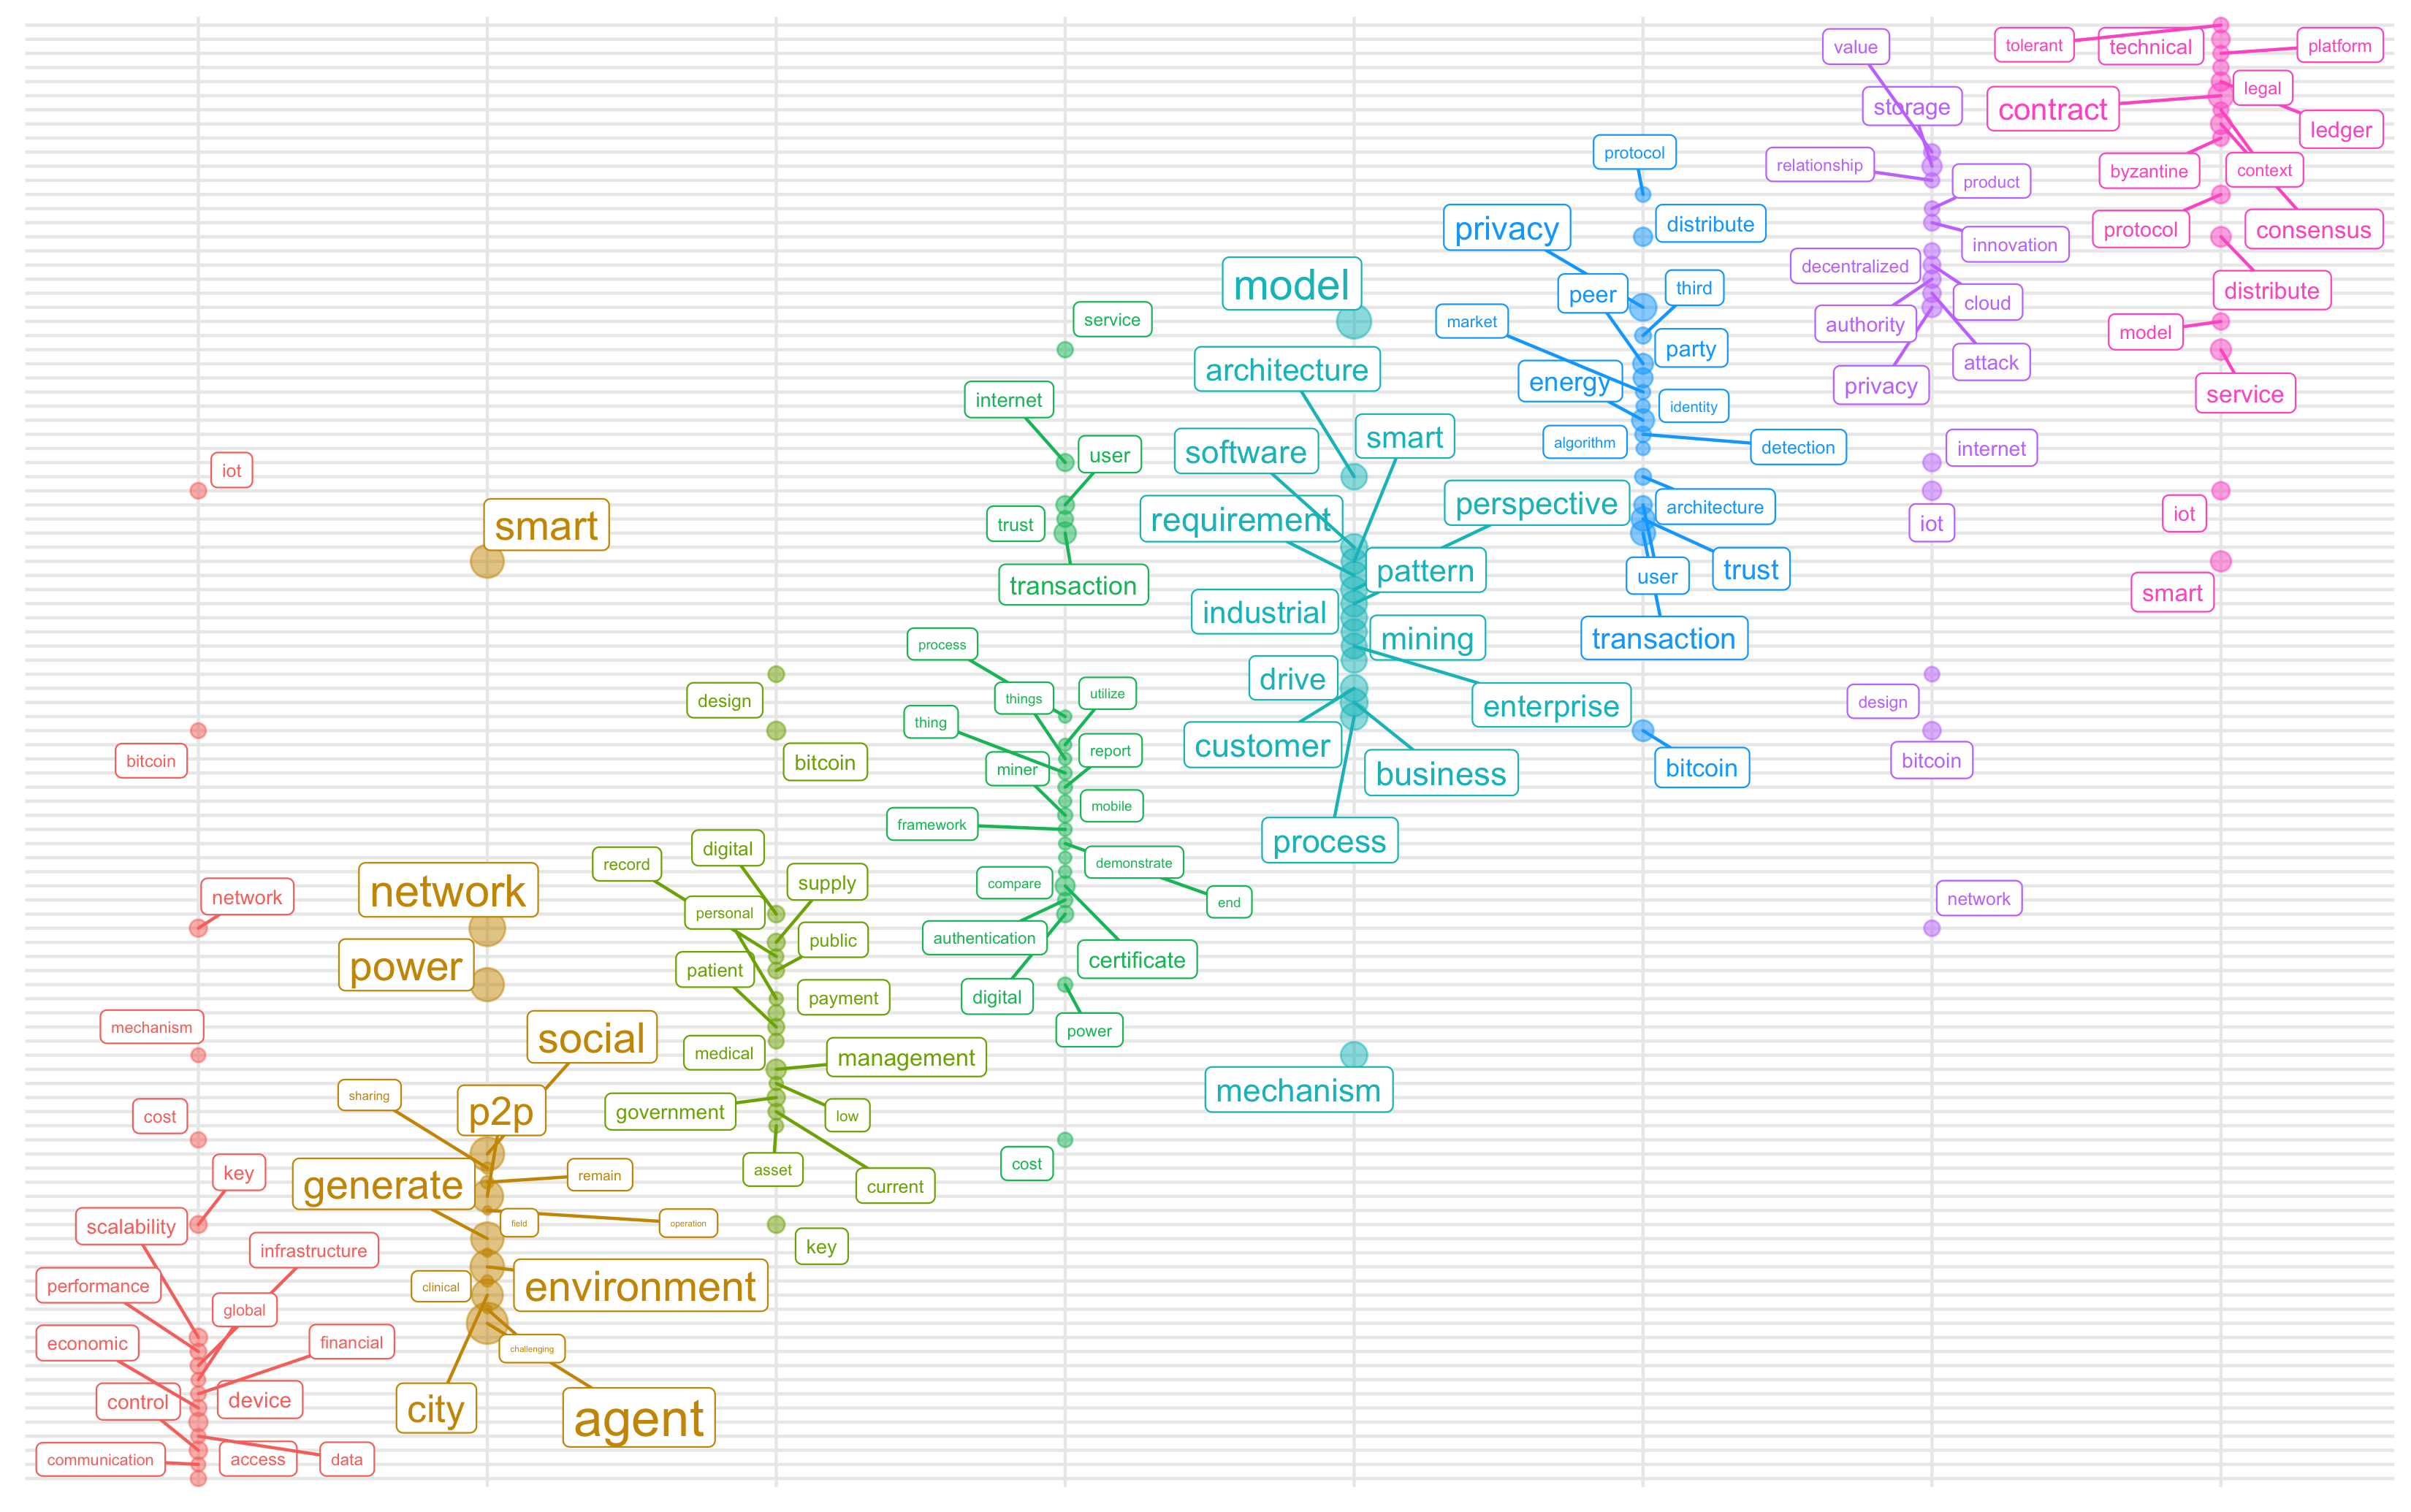 iot
bitcoin
network
mechanism
cost
key
scalability
infrastructure
performance
global
economic
financial
control
device
communication
access
data
smart
network
power
social
sharing
p2p
generate
remain
field
operation
clinical
environment
challenging
city
agent
design
bitcoin
digital
record
supply
personal
public
patient
payment
medical
management
government
low
asset
current
key
service
internet
user
trust
transaction
process
things
utilize
thing
report
miner
mobile
framework
demonstrate
compare
end
authentication
certificate
digital
power
cost
model
architecture
smart
software
perspective
requirement
pattern
industrial
mining
drive
enterprise
customer
business
process
mechanism
protocol
privacy
distribute
peer
third
market
party
energy
identity
algorithm
detection
architecture
trust
user
transaction
bitcoin
value
storage
relationship
product
innovation
decentralized
cloud
authority
attack
privacy
internet
iot
design
bitcoin
network
tolerant
technical
platform
legal
contract
ledger
byzantine
context
protocol
consensus
distribute
model
service
iot
smart